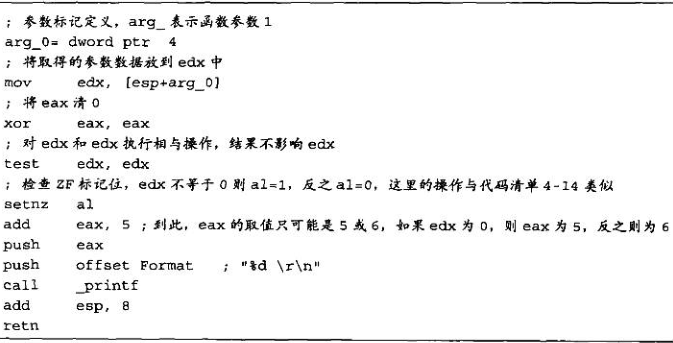 ; 参数标记定义，arg_表示函数参数1
arg_0= dword ptr 4
; 将取得的参数数据放到 edx 中
mov edx, [esp+arg_0]
; 将 eax 清 0
xor eax, eax
; 对 edx 和 edx 执行相与操作，结果不影响 edx
test edx, edx
; 检查 ZF 标记位，edx 不等于 0 则 al=1，反之 al=0，这里的操作与代码清单 4-14 类似
setnz al
add eax, 5 ; 到此，eax 的取值只可能是 5 或 6，如果 edx 为 0，则 eax 为 5，反之则为 6
push eax
push offset Format ; "%d \r\n"
call _printf
add esp, 8
retn